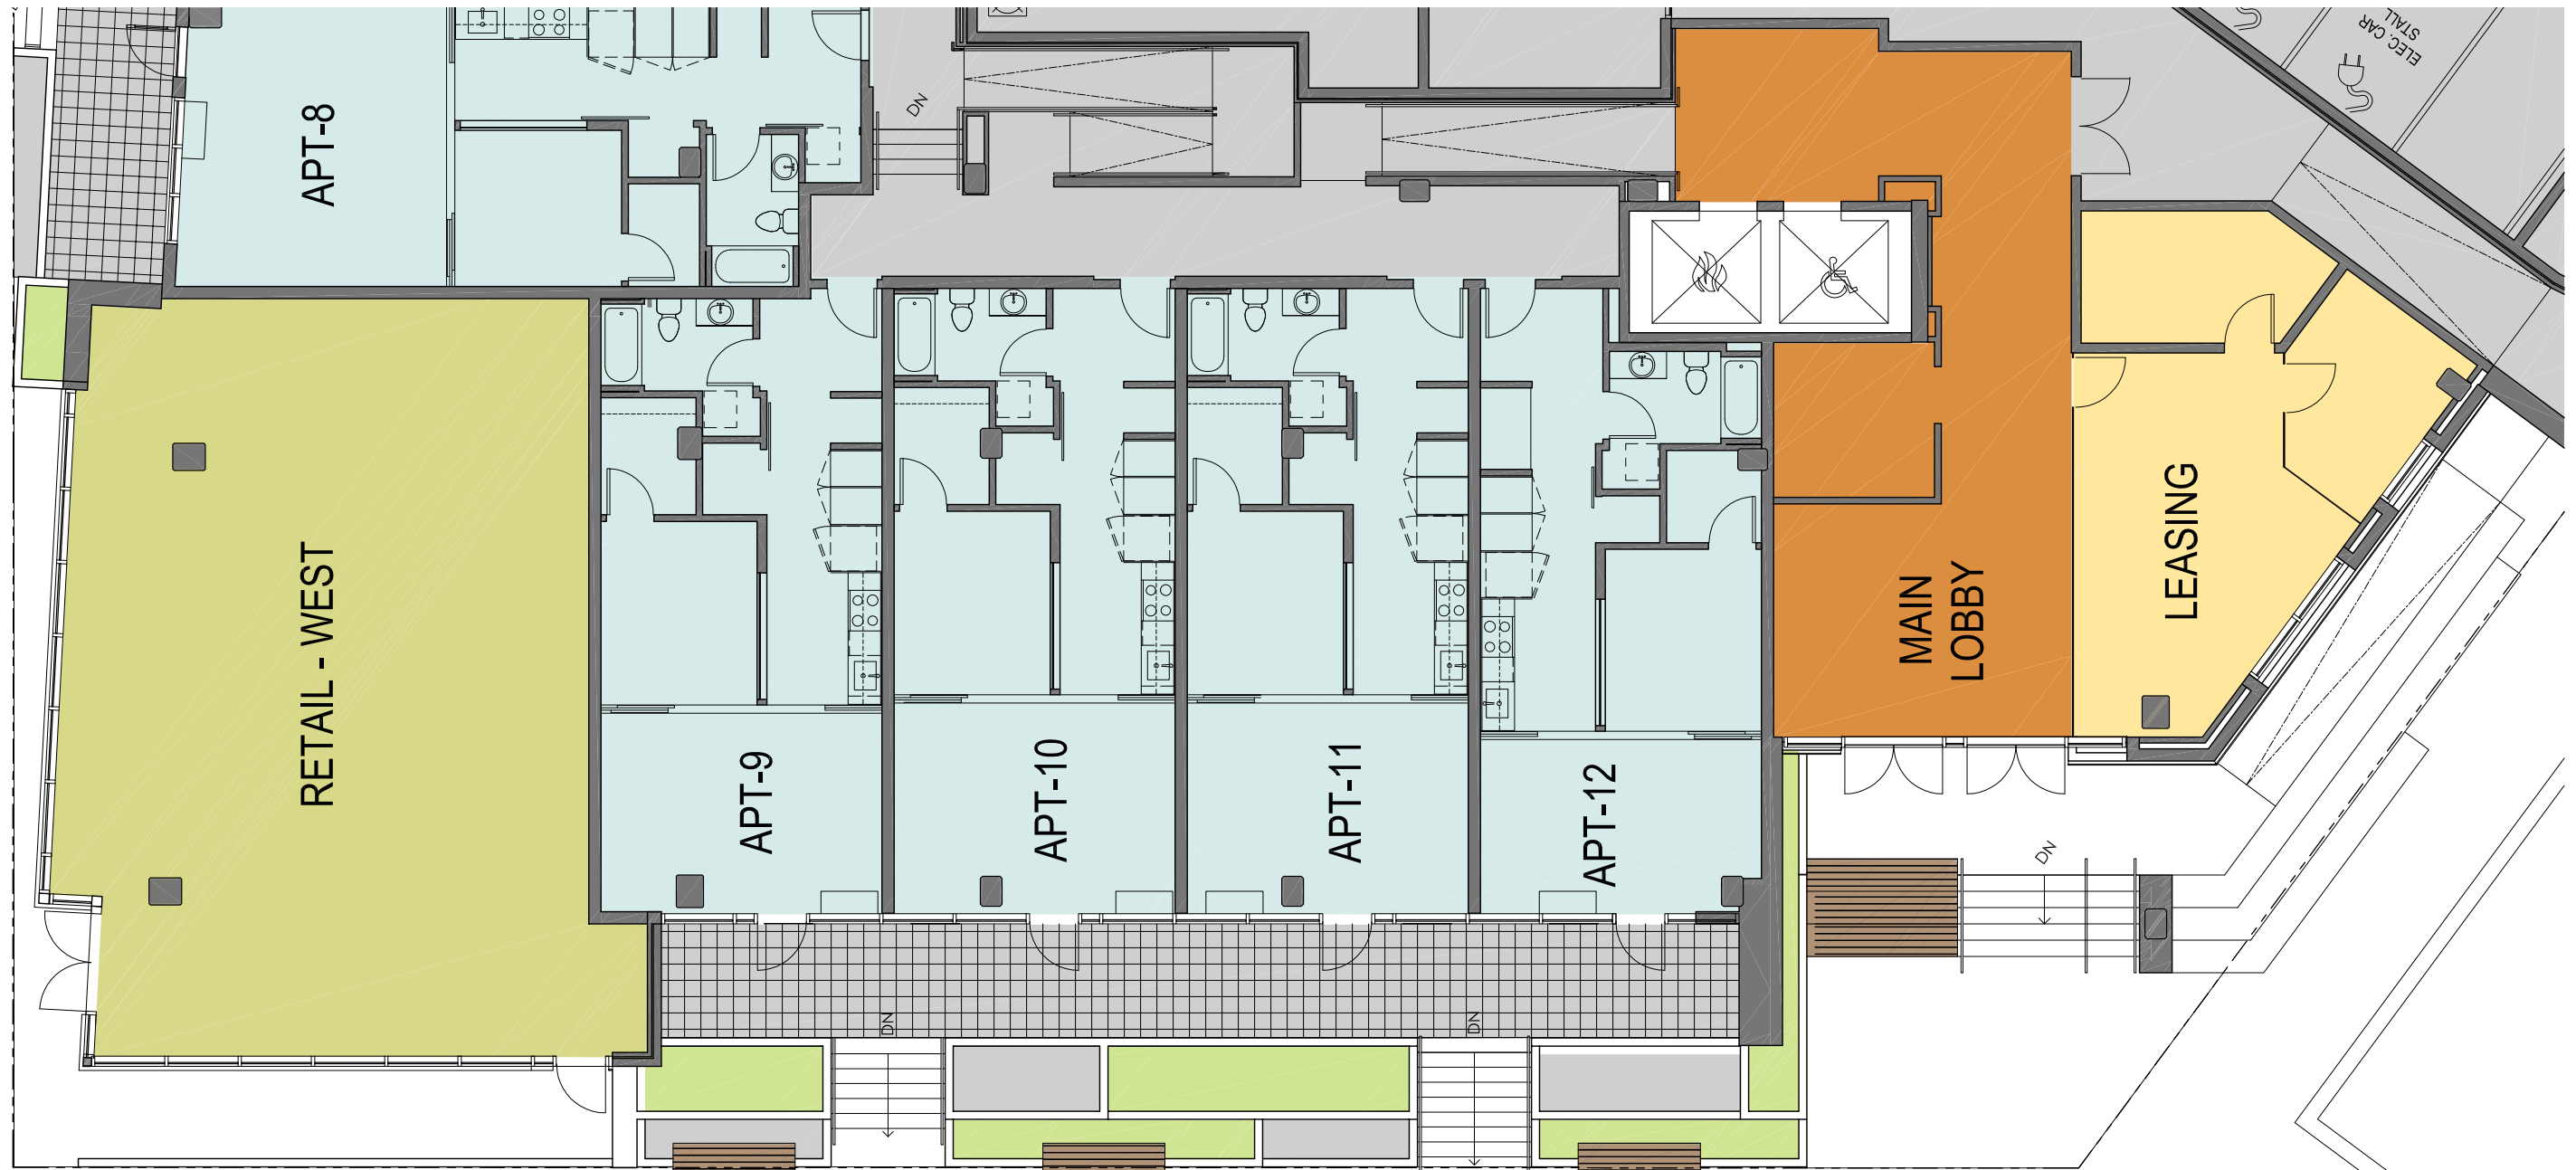 ELEC. CAR
STALL
DN
APT-8
RETAIL - WEST
APT-9
APT-10
APT-11
APT-12
MAIN
LOBBY
LEASING
DN
DN
DN